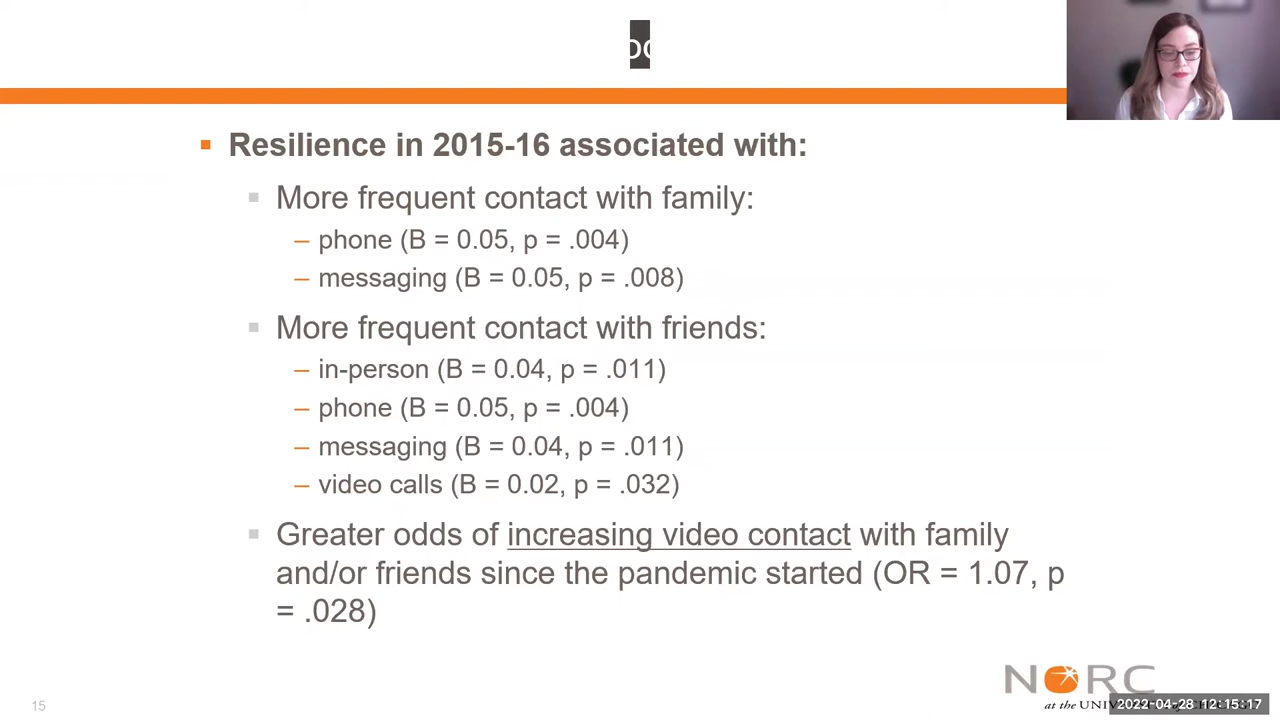 ▪ Resilience in 2015-16 associated with:
▪ More frequent contact with family:
– phone (B = 0.05, p = .004)
– messaging (B = 0.05, p = .008)
▪ More frequent contact with friends:
– in-person (B = 0.04, p = .011)
– phone (B = 0.05, p = .004)
– messaging (B = 0.04, p = .011)
– video calls (B = 0.02, p = .032)
▪ Greater odds of increasing video contact with family
and/or friends since the pandemic started (OR = 1.07, p
= .028)
NORC
at the
2022-04-28 12:15:17
15